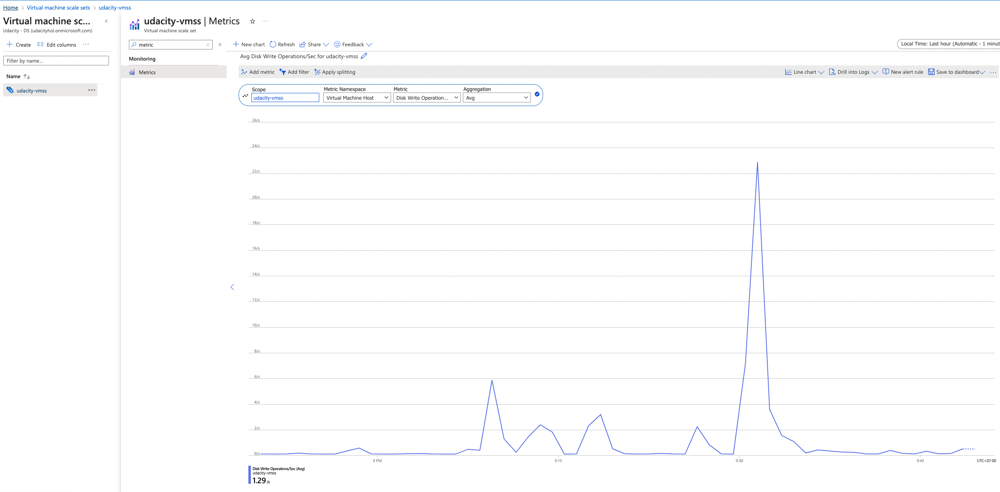 Home > Virtual machine scale sets > udacity-vmss
Virtual machine sc...
Udacity - DS (udacityhol.onmicrosoft.com)
Create Edit columns ...
Filter by name...
Name
udacity-vmss ...
udacity-vmss | Metrics ...
Virtual machine scale set
metric
Monitoring
Metrics
New chart Refresh Share Feedback
Local Time: Last hour (Automatic - 1 minut
Avg Disk Write Operations/Sec for udacity-vmss
Add metric Add filter Apply splitting
Line chart Drill into Logs New alert rule Save to dashboard ...
Scope Metric Namespace Metric Aggregation
udacity-vmss Virtual Machine Host Disk Write Operation... Avg
26/s
24/s
22/s
20/s
18/s
16/s
14/s
12/s
10/s
8/s
6/s
4/s
2/s
0/s
9 PM 9:15 9:30 9:45 UTC+07:00
Disk Write Operations/Sec (Avg)
udacity-vmss
1.29 /s